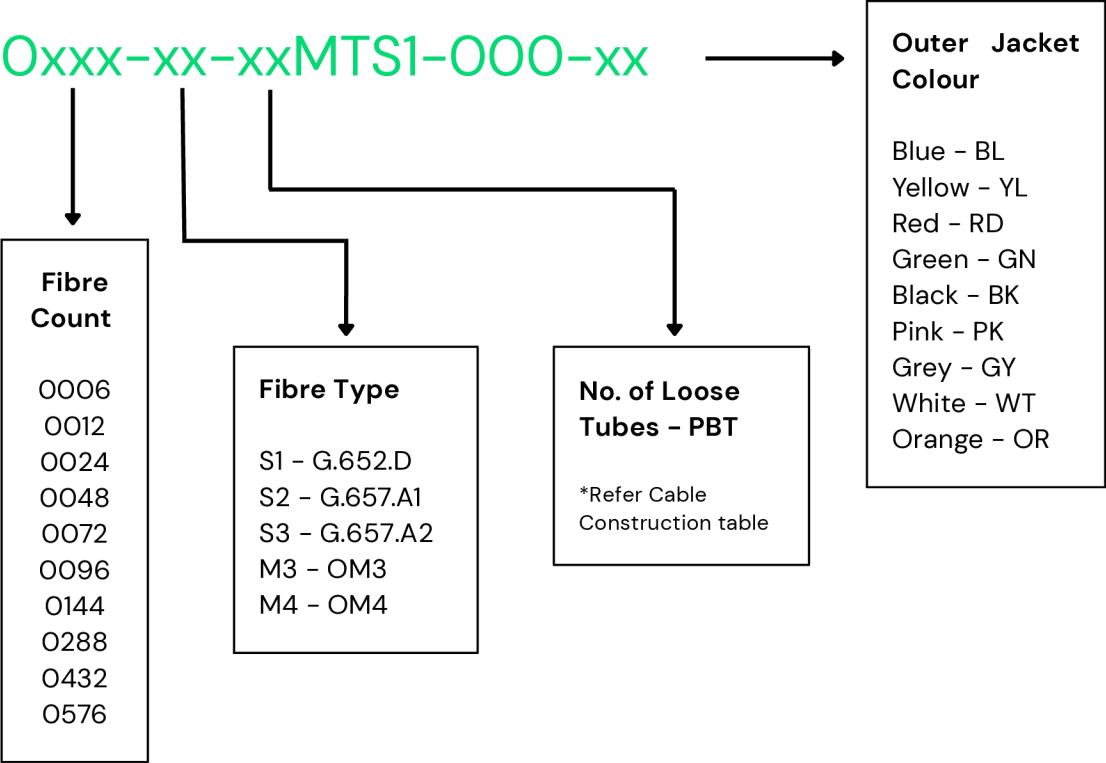 0xxx-xx-xxMTS1-000-xx
Outer Jacket
Colour
Blue - BL
Yellow - YL
Red - RD
Green - GN
Black - BK
Pink - PK
Grey - GY
White - WT
Orange - OR
Fibre
Count
0006
0012
0024
0048
0072
0096
0144
0288
0432
0576
Fibre Type
S1 - G.652.D
S2 - G.657.A1
S3 - G.657.A2
M3 - OM3
M4 - OM4
No. of Loose
Tubes - PBT
*Refer Cable
Construction table